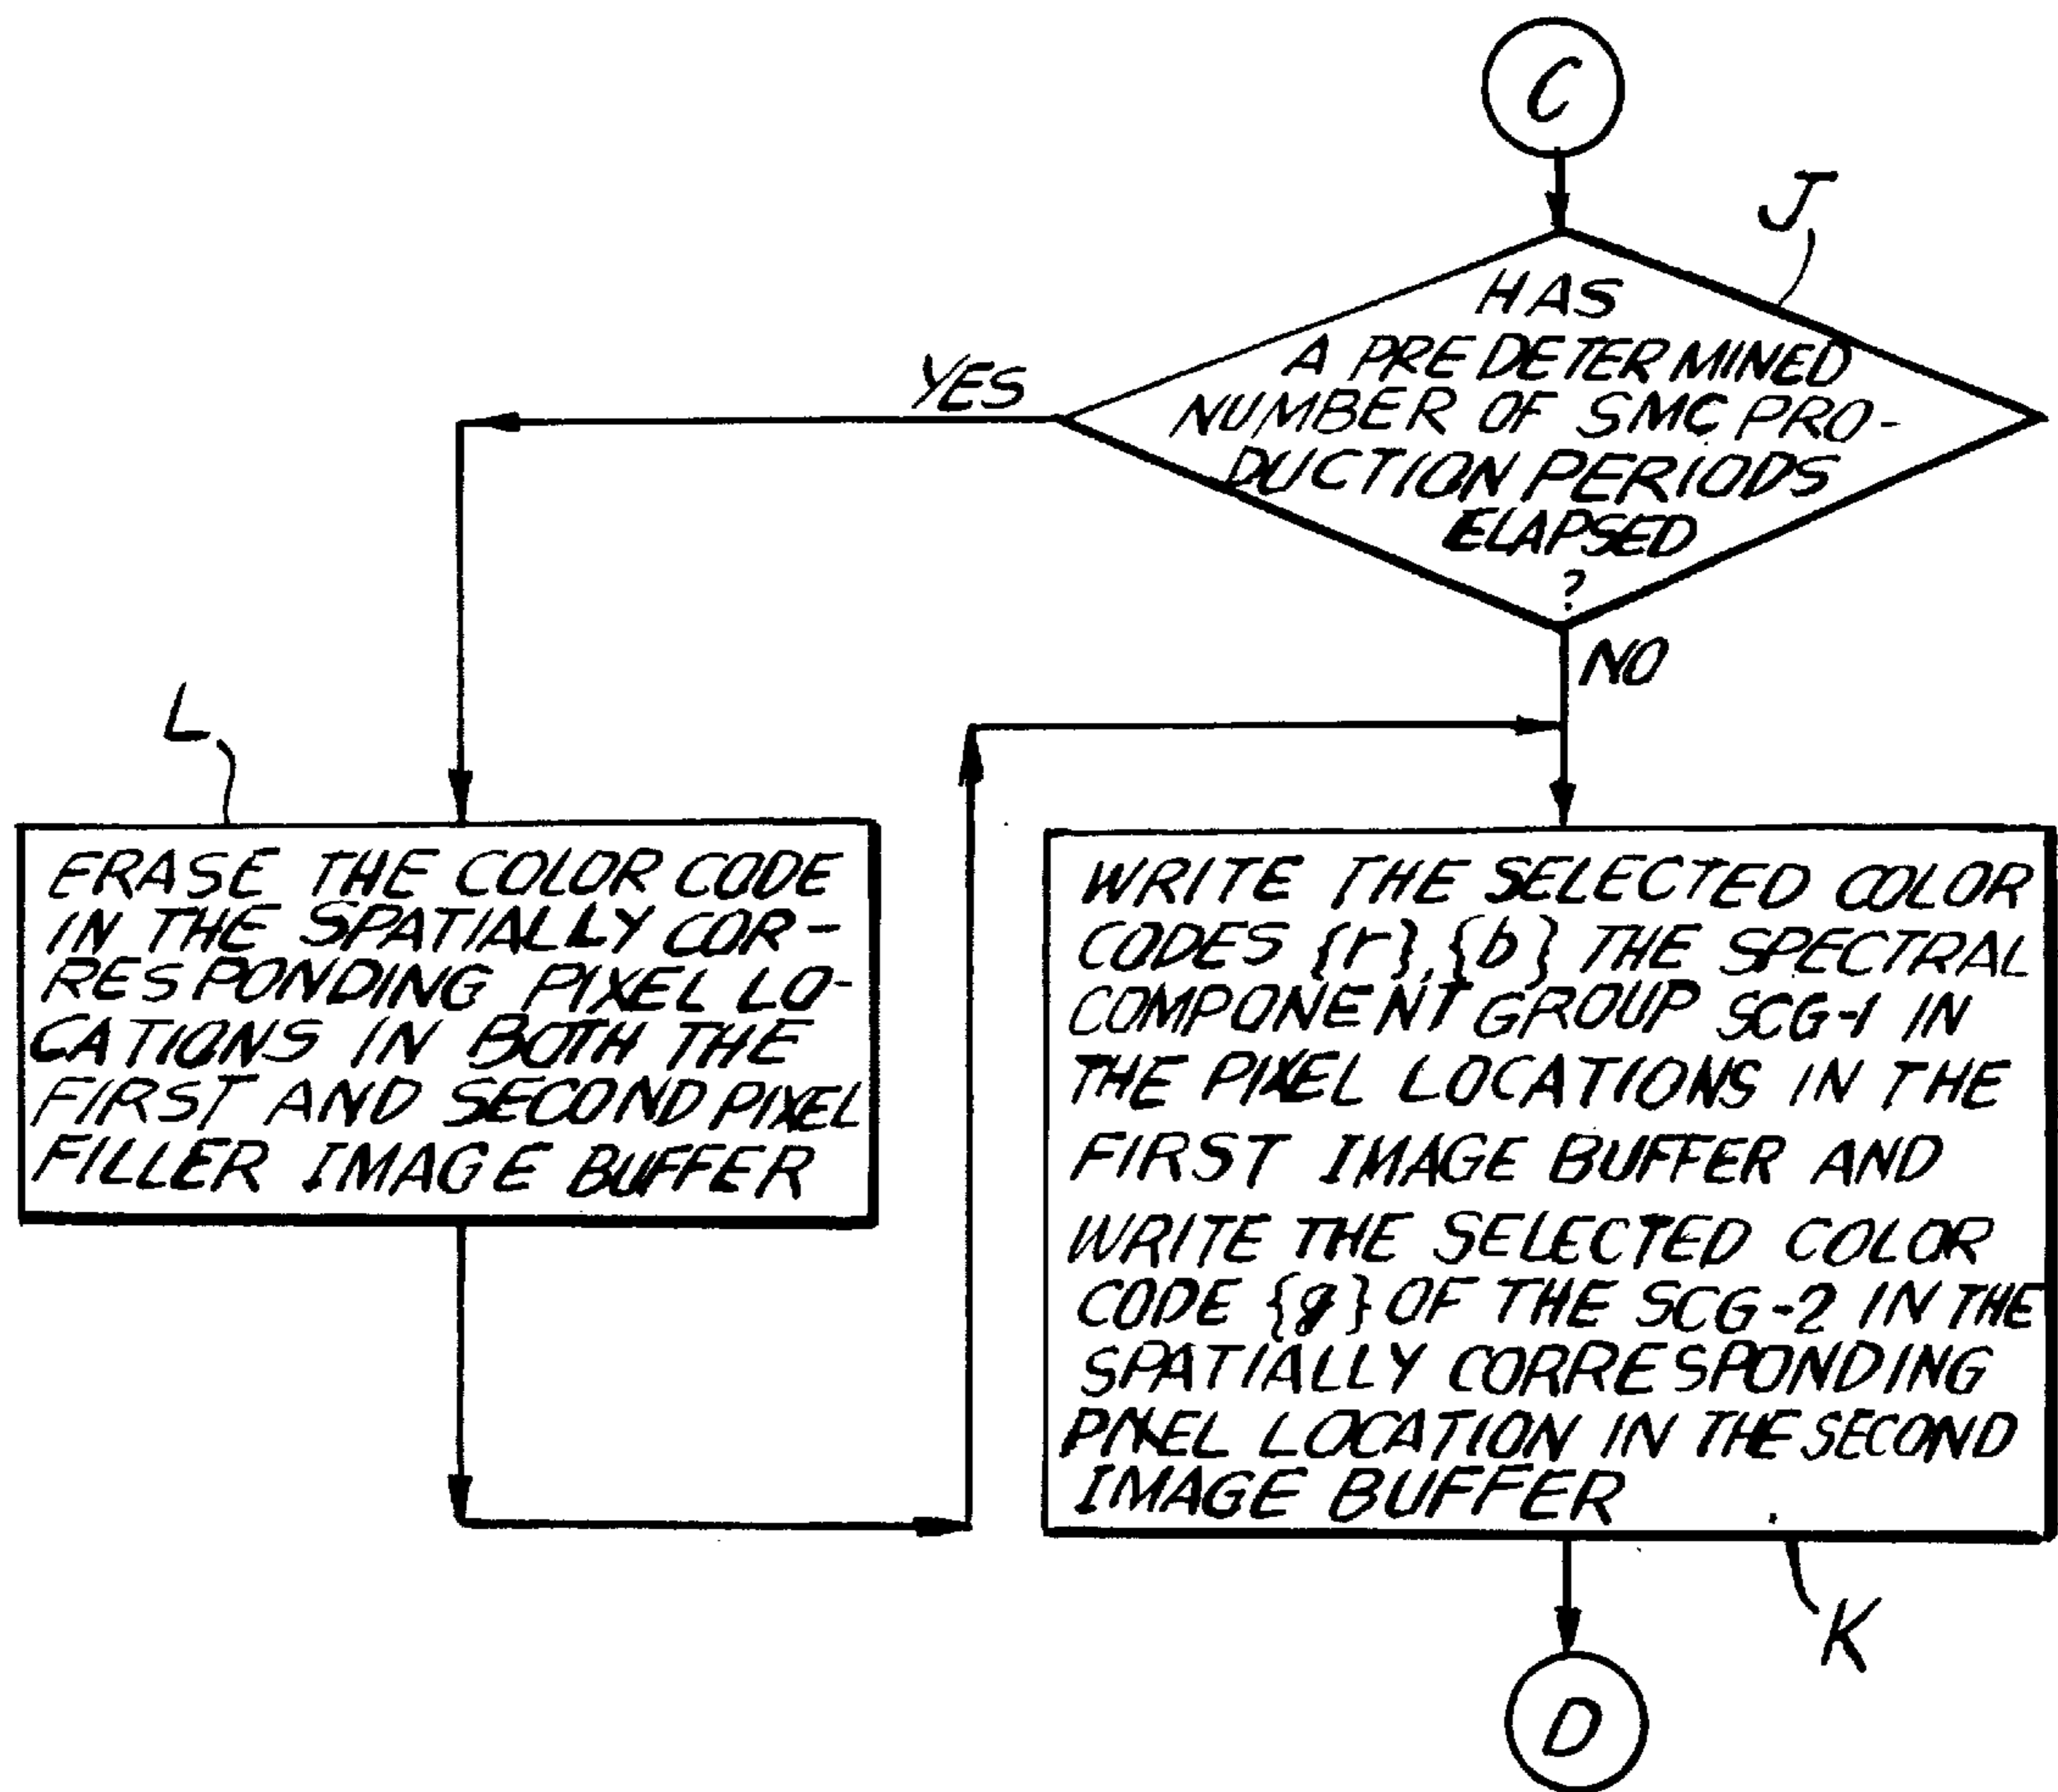 C
J
HAS
A PREDETERMINED
NUMBER OF SMC PRO-
DUCTION PERIODS
ELAPSED
?
YES
NO
L
ERASE THE COLOR CODE
IN THE SPATIALLY COR-
RESPONDING PIXEL LO-
CATIONS IN BOTH THE
FIRST AND SECOND PIXEL
FILLER IMAGE BUFFER
WRITE THE SELECTED COLOR
CODES {r},{b} THE SPECTRAL
COMPONENT GROUP SCG-1 IN
THE PIXEL LOCATIONS IN THE
FIRST IMAGE BUFFER AND
WRITE THE SELECTED COLOR
CODE {g} OF THE SCG-2 IN THE
SPATIALLY CORRESPONDING
PIXEL LOCATION IN THE SECOND
IMAGE BUFFER
K
D